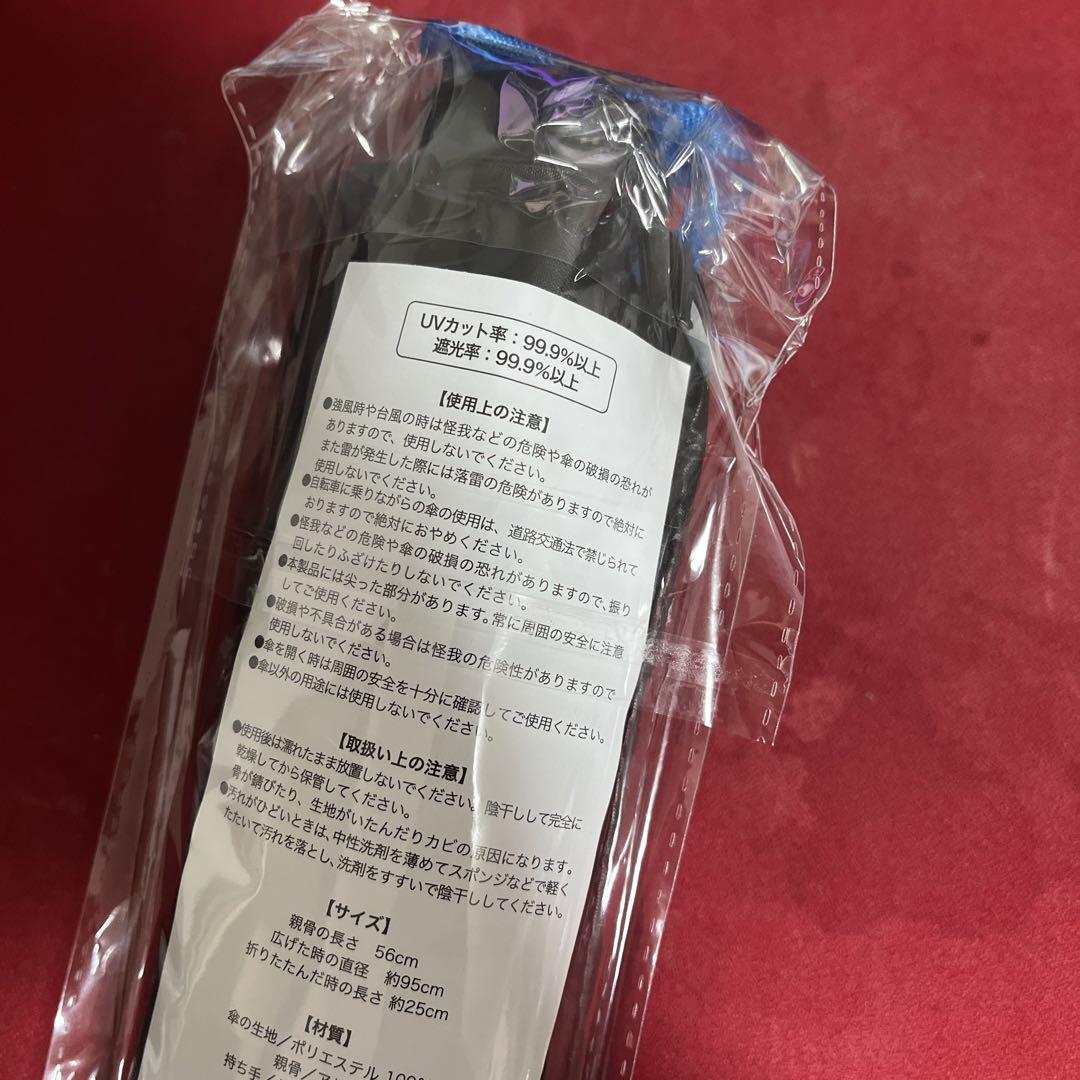 UVカット率：99.9%以上
遮光率：99.9%以上
【使用上の注意】
●強風時や台風の時は怪我などの危険や傘の破損の恐れが
ありますので、使用しないでください。
また雷が発生した際には落雷の危険がありますので絶対に
使用しないでください。
●自転車に乗りながらの傘の使用は、道路交通法で禁じられて
おりますので絶対におやめください。
●怪我などの危険や傘の破損の恐れがありますので、振り
回したりふざけたりしないでください。
●本製品には尖った部分があります。常に周囲の安全に注意
してご使用ください。
●破損や不具合がある場合は怪我の危険性がありますので
使用しないでください。
●傘を開く時は周囲の安全を十分に確認してご使用ください。
●傘以外の用途には使用しないでください。
【取扱い上の注意】
●使用後は濡れたまま放置しないでください。陰干しして完全に
乾燥してから保管してください。
骨が錆びたり、生地がいたんだりカビの原因になります。
●汚れがひどいときは、中性洗剤を薄めてスポンジなどで軽く
たたいて汚れを落とし、洗剤をすすいで陰干ししてください。
【サイズ】
親骨の長さ 56cm
広げた時の直径 約95cm
折りたたんだ時の長さ 約25cm
【材質】
傘の生地／ポリエステル 100%
親骨／
持ち手／